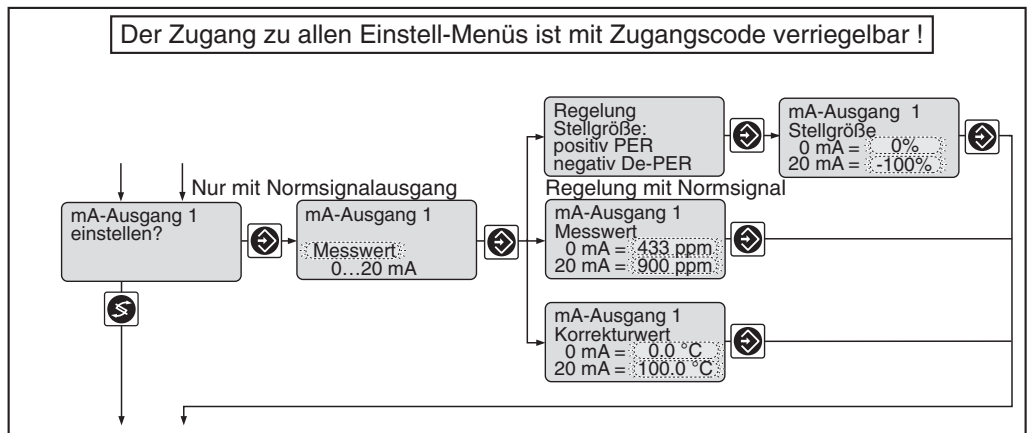 Der Zugang zu allen Einstell-Menüs ist mit Zugangscode verriegelbar !
Regelung
Stellgröße:
positiv PER
negativ De-PER
mA-Ausgang 1
Stellgröße
0 mA = 0%
20 mA = -100%
Nur mit Normsignalausgang
Regelung mit Normsignal
mA-Ausgang 1
einstellen?
mA-Ausgang 1
Messwert
0...20 mA
mA-Ausgang 1
Messwert
0 mA = 433 ppm
20 mA = 900 ppm
mA-Ausgang 1
Korrekturwert
0 mA = 0.0 °C
20 mA = 100.0 °C